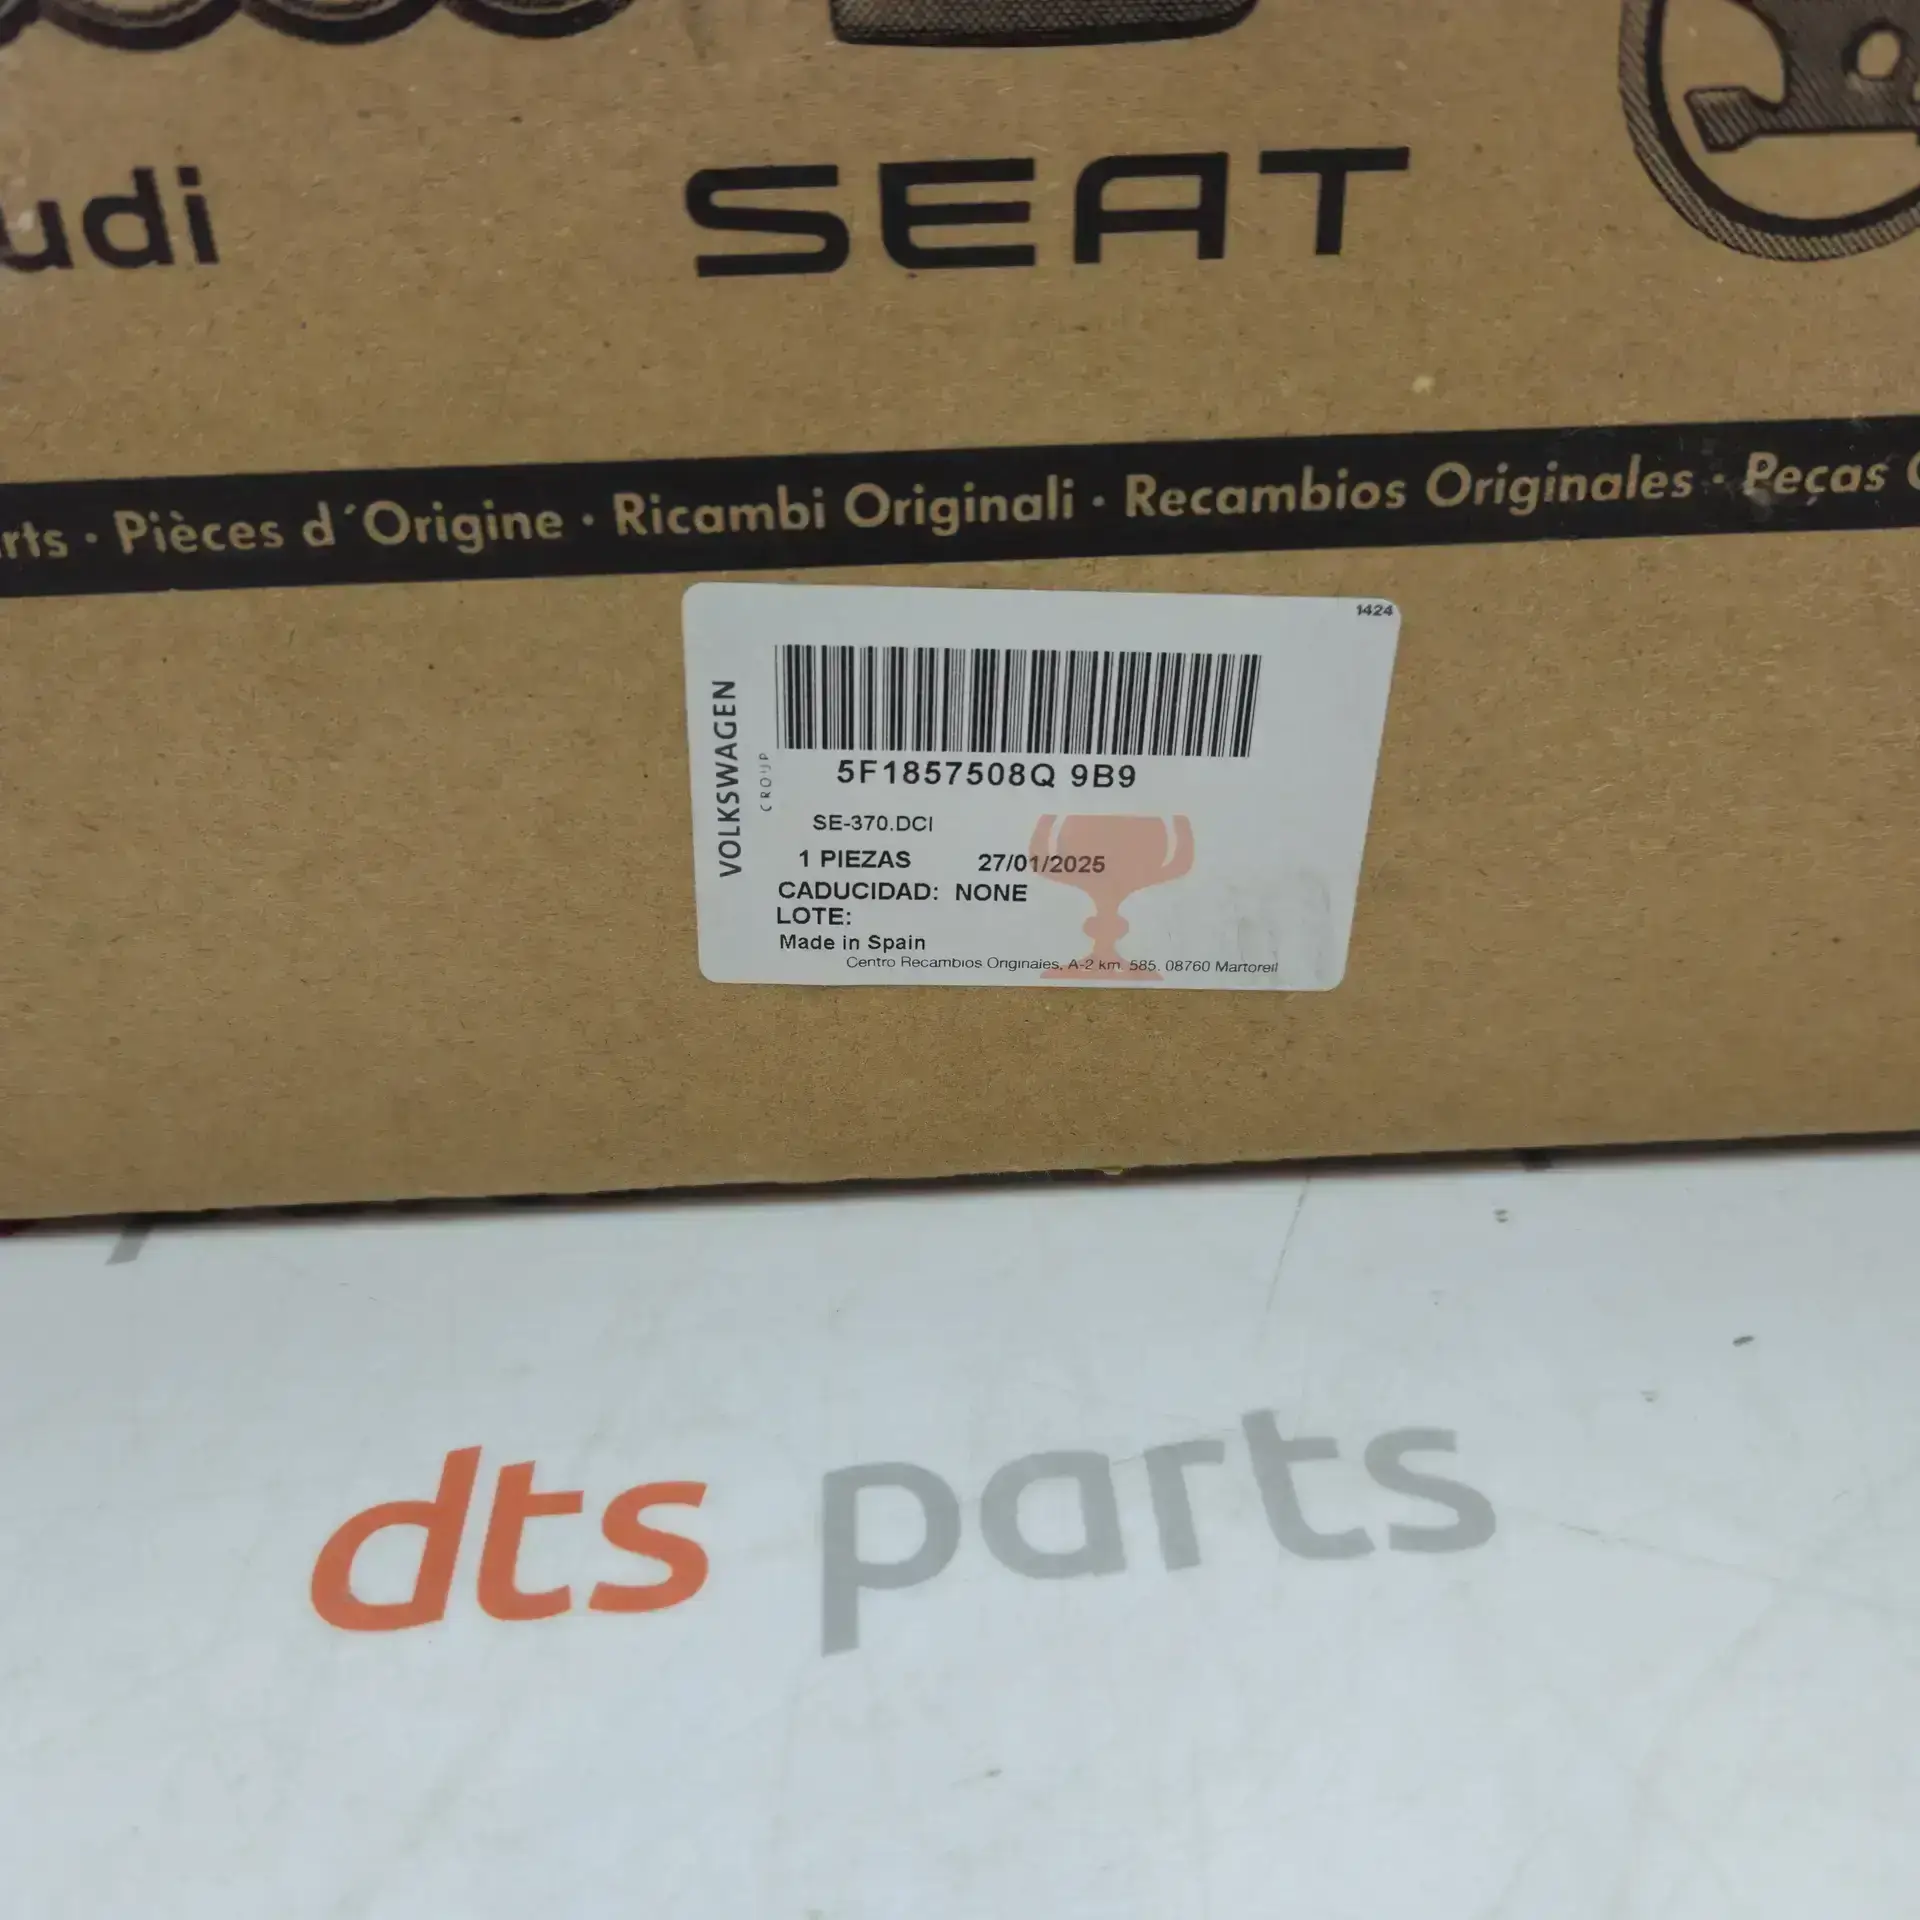 udi
SEAT
rts · Pièces d´Origine · Ricambi Originali · Recambios Originales · Peças
1424
VOLKSWAGEN
GROUP
5F1857508Q 9B9
SE-370.DCI
1 PIEZAS 27/01/2025
CADUCIDAD: NONE
LOTE:
Made in Spain
Centro Recambios Originales, A-2 km. 585. 08760 Martorell
dts parts